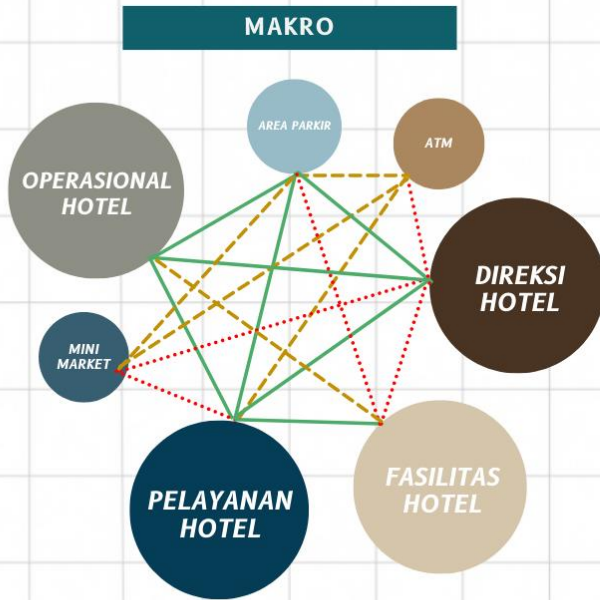 MAKRO
AREA PARKIR
ATM
OPERASIONAL
HOTEL
DIREKSI
HOTEL
MINI
MARKET
FASILITAS
HOTEL
PELAYANAN
HOTEL